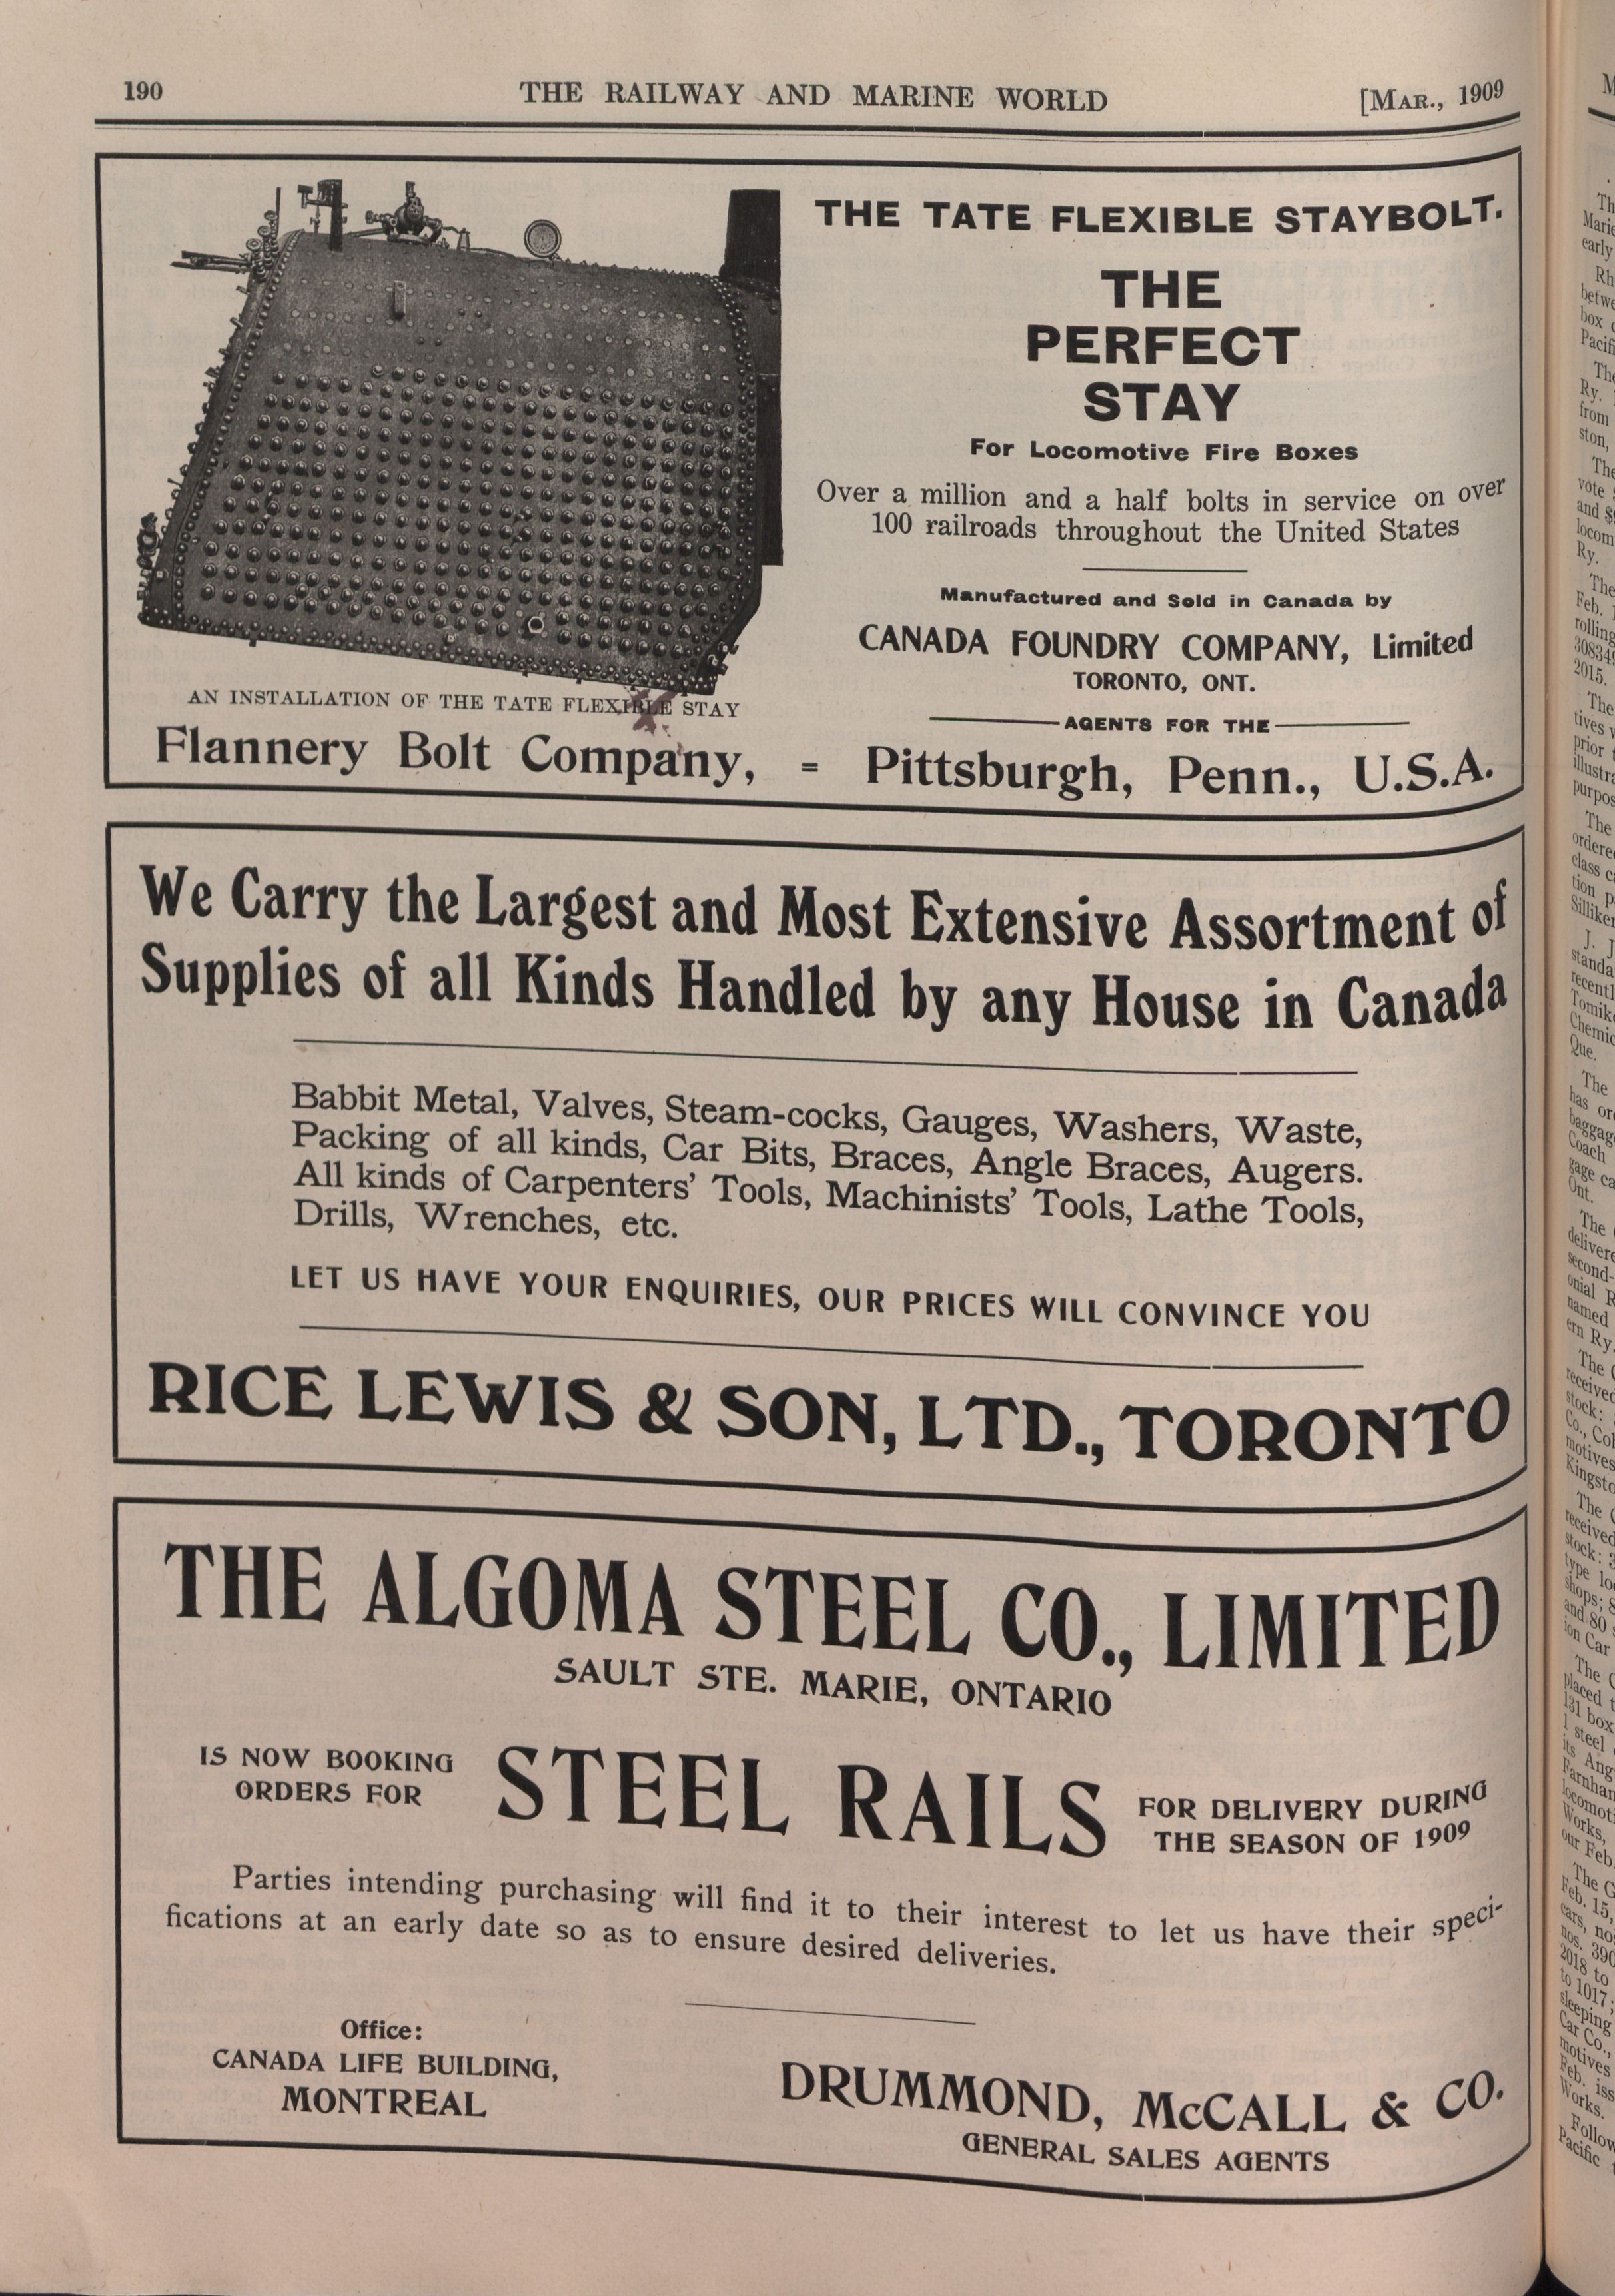 190
THE RAILWAY AND MARINE WORLD
[MAR., 1909
THE TATE FLEXIBLE STAYBOLT.
THE
PERFECT
STAY
For Locomotive Fire Boxes
Over a million and a half bolts in service on over
100 railroads throughout the United States
Manufactured and Sold in Canada by
CANADA FOUNDRY COMPANY, Limited
TORONTO, ONT.
AGENTS FOR THE
AN INSTALLATION OF THE TATE FLEXIBLE STAY
Flannery Bolt Company, = Pittsburgh, Penn., U.S.A.
We Carry the Largest and Most Extensive Assortment of
Supplies of all Kinds Handled by any House in Canada
Babbit Metal, Valves, Steam-cocks, Gauges, Washers, Waste,
Packing of all kinds, Car Bits, Braces, Angle Braces, Augers.
All kinds of Carpenters' Tools, Machinists' Tools, Lathe Tools,
Drills, Wrenches, etc.
LET US HAVE YOUR ENQUIRIES, OUR PRICES WILL CONVINCE YOU
RICE LEWIS & SON, LTD., TORONTO
THE ALGOMA STEEL CO., LIMITED
SAULT STE. MARIE, ONTARIO
IS NOW BOOKING
ORDERS FOR
STEEL RAILS
FOR DELIVERY DURING
THE SEASON OF 1909
Parties intending purchasing will find it to their interest to let us have their speci-
fications at an early date so as to ensure desired deliveries.
Office:
CANADA LIFE BUILDING,
MONTREAL
DRUMMOND, McCALL & CO.
GENERAL SALES AGENTS